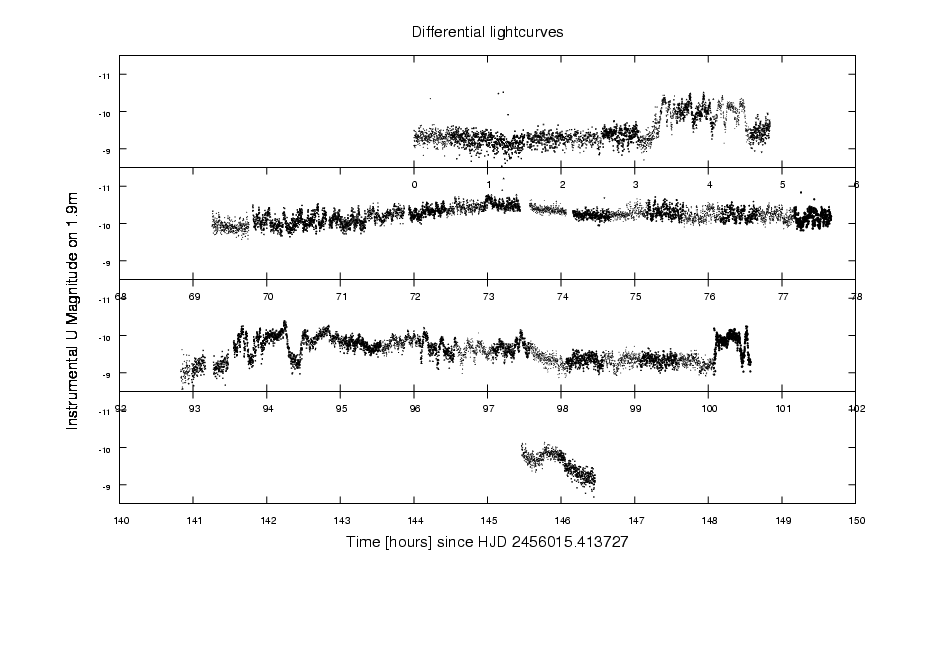 Differential lightcurves
Instrumental U Magnitude on 1.9m
-11
-10
-9
0 1 2 3 4 5 6
-11
-10
-9
68 69 70 71 72 73 74 75 76 77 78
-11
-10
-9
92 93 94 95 96 97 98 99 100 101 102
-11
-10
-9
140 141 142 143 144 145 146 147 148 149 150
Time [hours] since HJD 2456015.413727